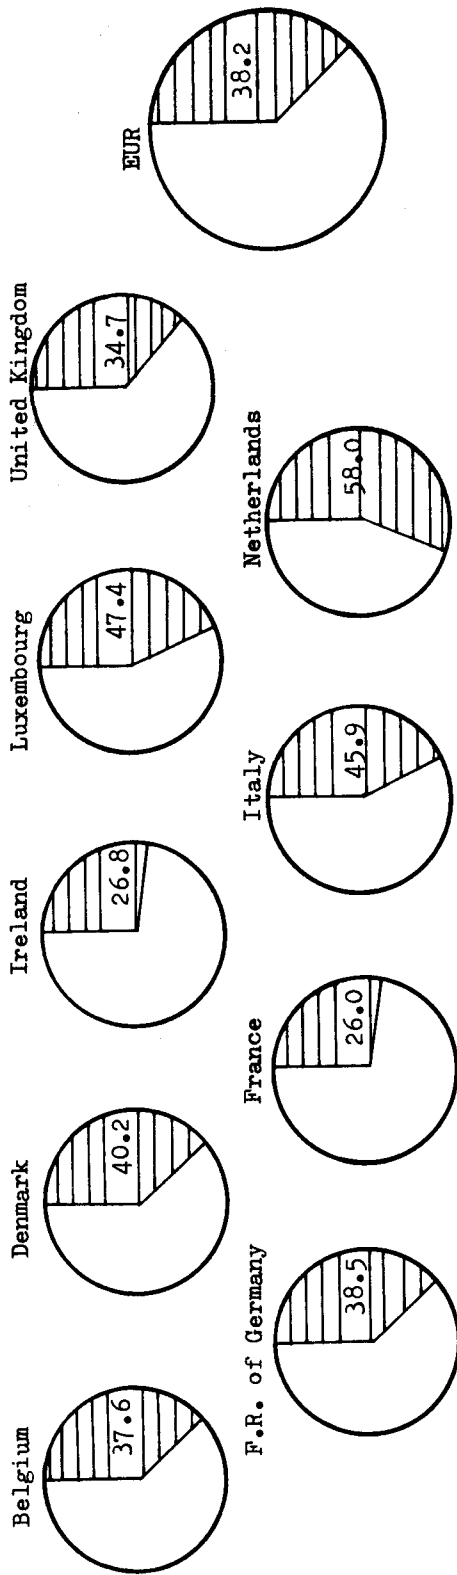 Belgium
37.6
Denmark
40.2
Ireland
26.8
Luxembourg
47.4
United Kingdom
34.7
F.R. of Germany
38.5
France
26.0
Italy
45.9
Netherlands
58.0
EUR
38.2